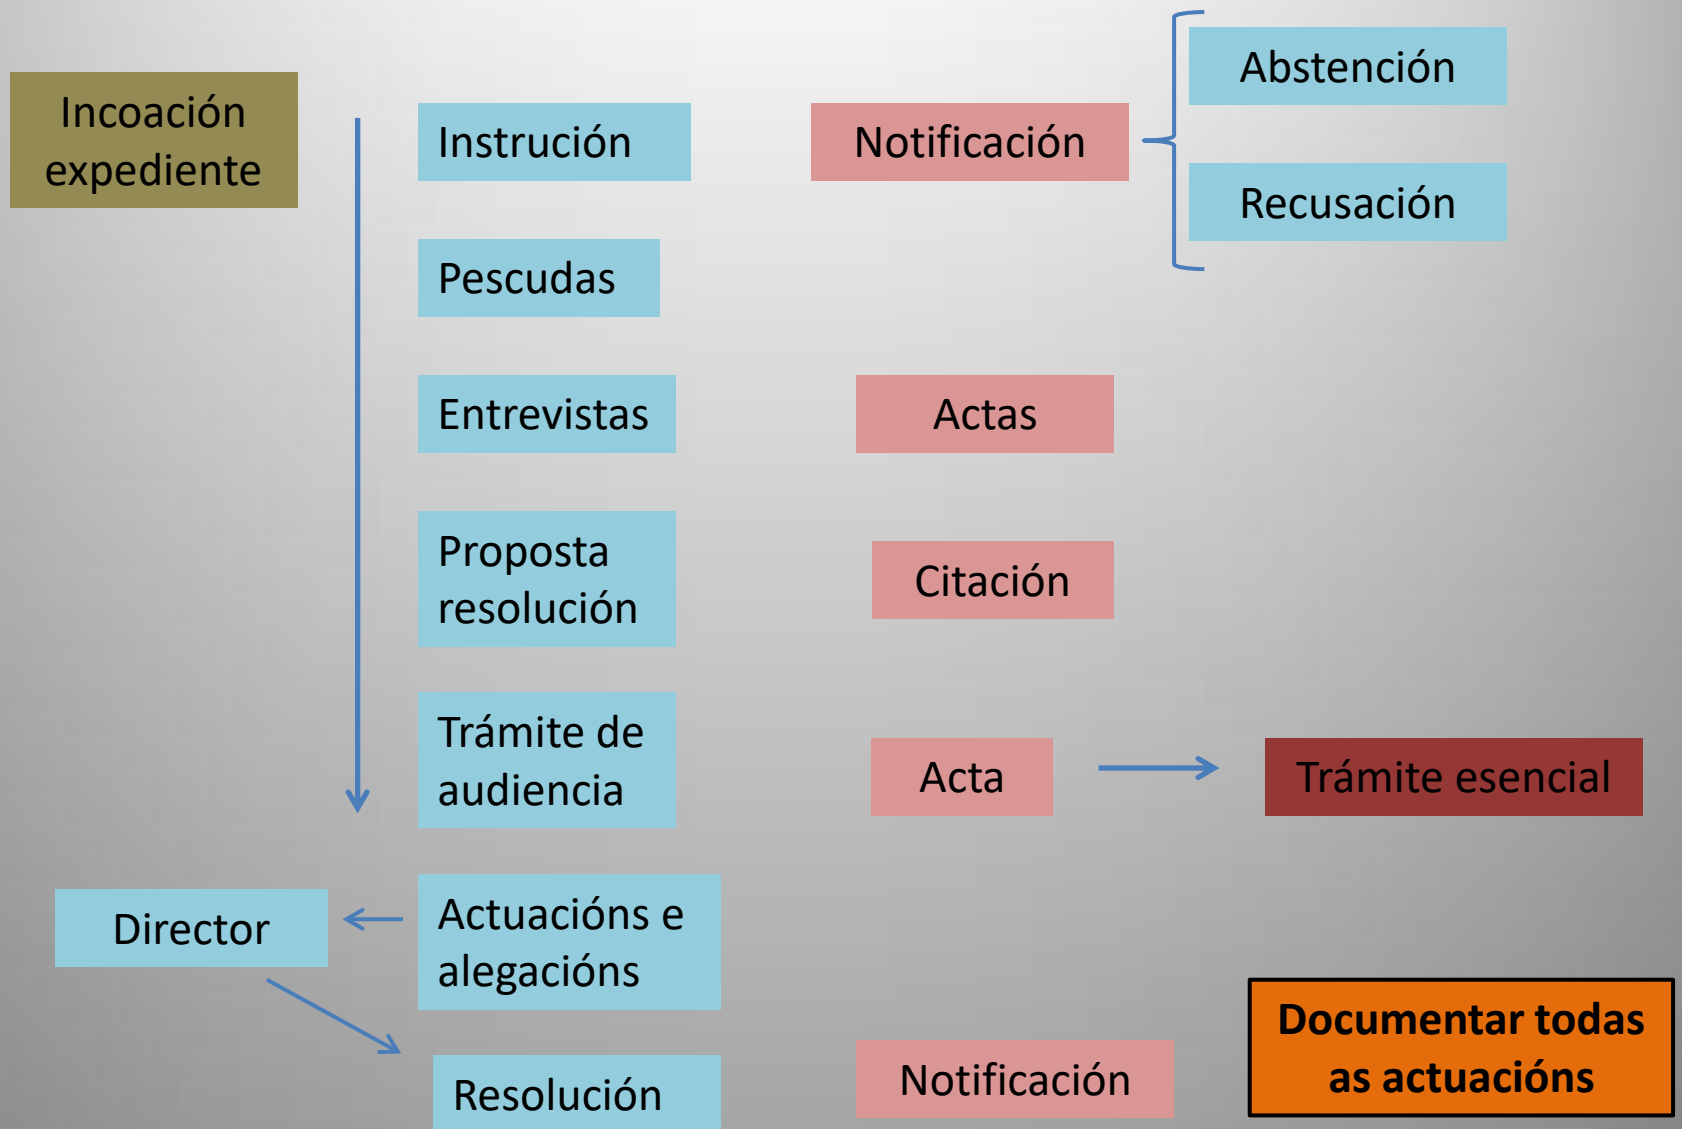 Incoación
expediente
Instrución
Notificación
Abstención
Recusación
Pescudas
Entrevistas
Actas
Proposta
resolución
Citación
Trámite de
audiencia
Acta
Trámite esencial
Director
Actuacións e
alegacións
Resolución
Notificación
Documentar todas
as actuacións